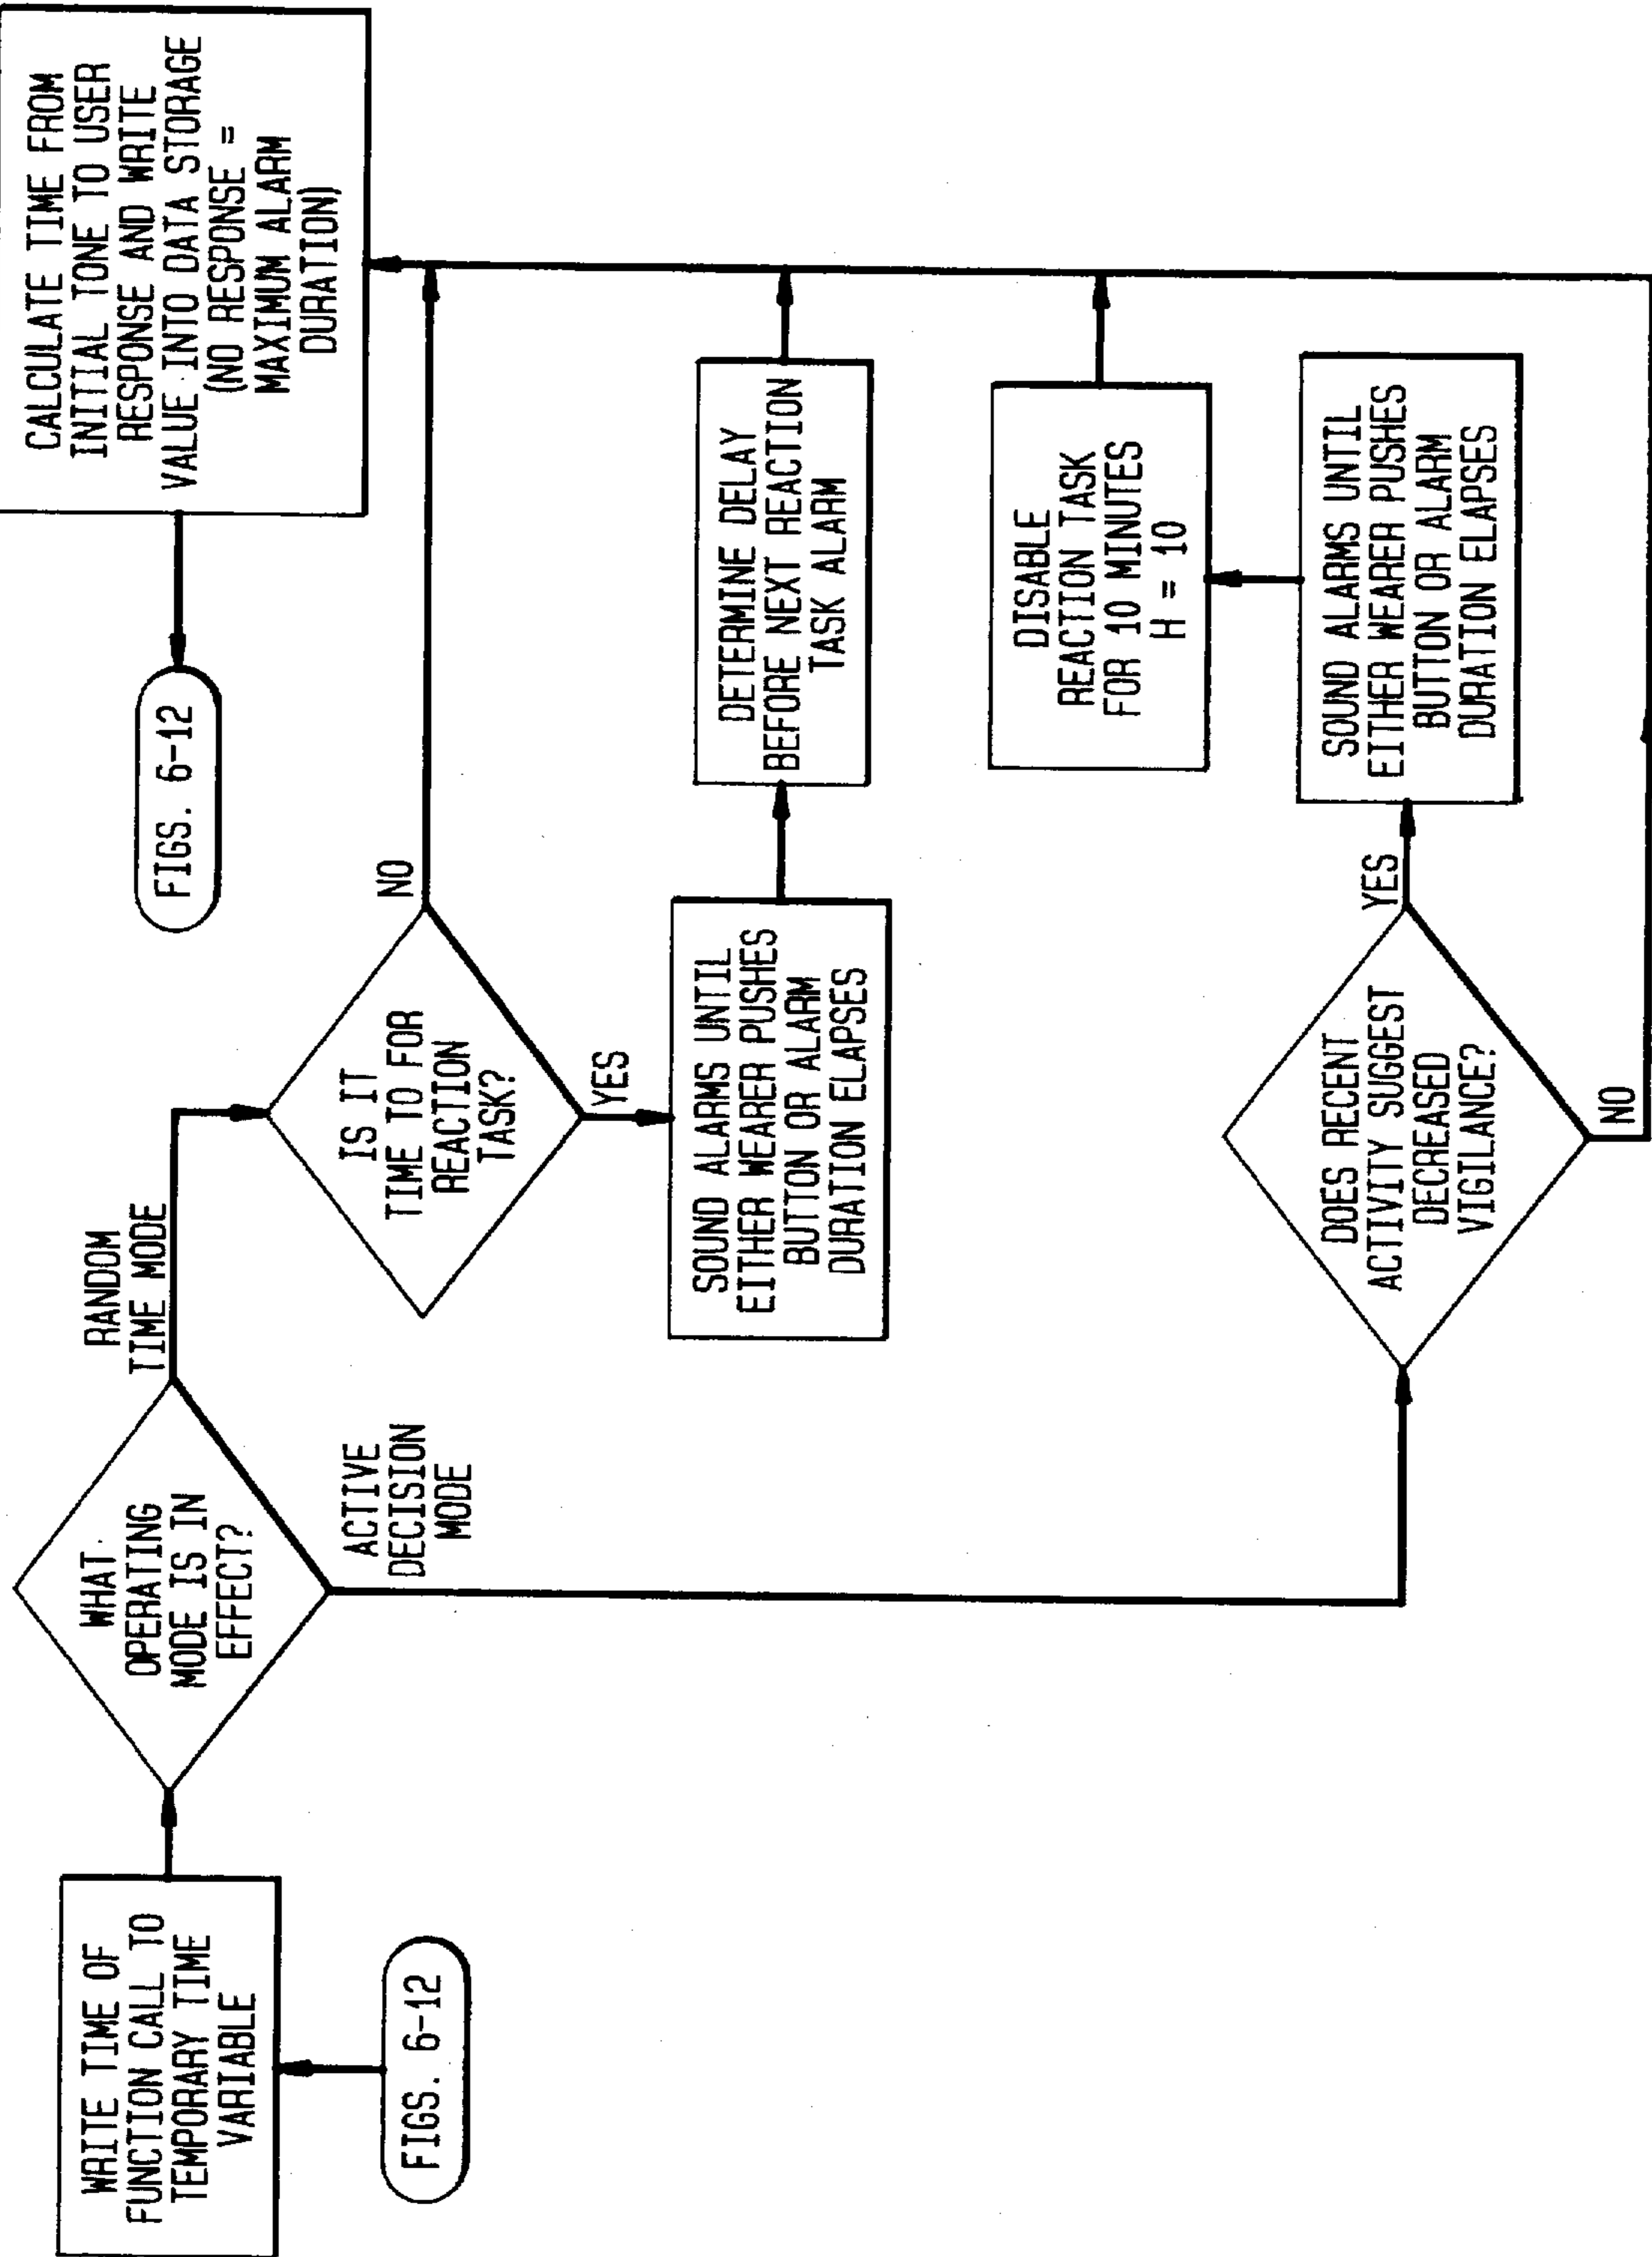 WRITE TIME OF
FUNCTION CALL TO
TEMPORARY TIME
VARIABLE
FIGS. 6-12
WHAT
OPERATING
MODE IS IN
EFFECT?
RANDOM
TIME MODE
ACTIVE
DECISION
MODE
IS IT
TIME TO FOR
REACTION
TASK?
NO
YES
SOUND ALARMS UNTIL
EITHER WEARER PUSHES
BUTTON OR ALARM
DURATION ELAPSES
DETERMINE DELAY
BEFORE NEXT REACTION
TASK ALARM
DOES RECENT
ACTIVITY SUGGEST
DECREASED
VIGILANCE?
YES
NO
SOUND ALARMS UNTIL
EITHER WEARER PUSHES
BUTTON OR ALARM
DURATION ELAPSES
DISABLE
REACTION TASK
FOR 10 MINUTES
H = 10
CALCULATE TIME FROM
INITIAL TONE TO USER
RESPONSE AND WRITE
VALUE INTO DATA STORAGE
(NO RESPONSE =
MAXIMUM ALARM
DURATION)
FIGS. 6-12